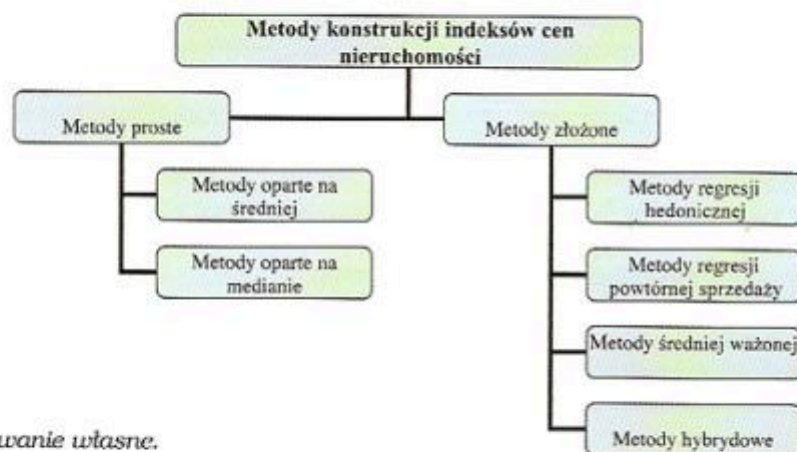 Metody konstrukcji indeksów cen
nieruchomości
Metody proste
Metody złożone
Metody oparte na
średniej
Metody oparte na
medianie
Metody regresji
hedonicznej
Metody regresji
powtórnej sprzedaży
Metody średniej ważonej
Metody hybrydowe
własne.